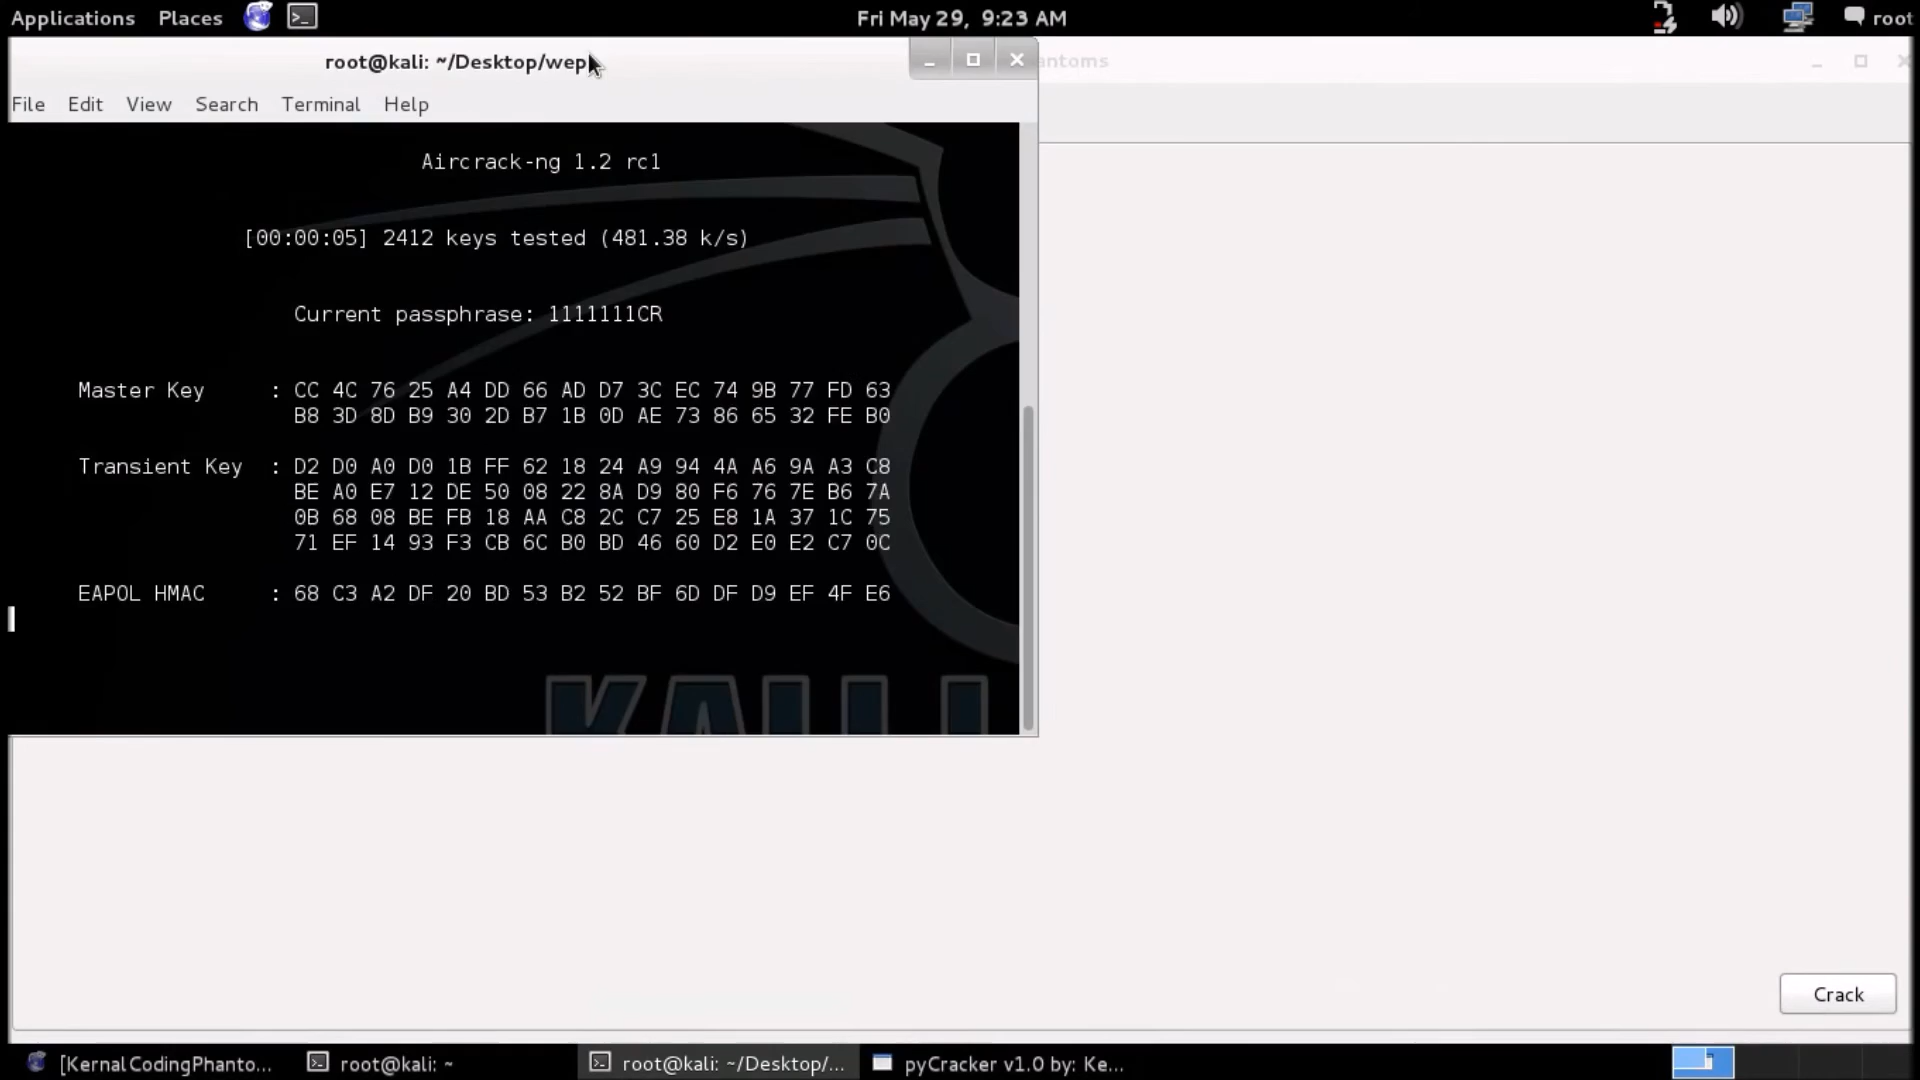 Applications Places Fri May 29, 9:23 AM root
root@kali: ~/Desktop/wep
antoms
File Edit View Search Terminal Help
Aircrack-ng 1.2 rc1
[00:00:05] 2412 keys tested (481.38 k/s)
Current passphrase: 1111111CR
Master Key : CC 4C 76 25 A4 DD 66 AD D7 3C EC 74 9B 77 FD 63
B8 3D 8D B9 30 2D B7 1B 0D AE 73 86 65 32 FE B0
Transient Key : D2 D0 A0 D0 1B FF 62 18 24 A9 94 4A A6 9A A3 C8
BE A0 E7 12 DE 50 08 22 8A D9 80 F6 76 7E B6 7A
0B 68 08 BE FB 18 AA C8 2C C7 25 E8 1A 37 1C 75
71 EF 14 93 F3 CB 6C B0 BD 46 60 D2 E0 E2 C7 0C
EAPOL HMAC : 68 C3 A2 DF 20 BD 53 B2 52 BF 6D DF D9 EF 4F E6
KALI
Crack
[KernalCodingPhanto... root@kali: ~ root@kali: ~/Desktop/... pyCracker v1.0 by: Ke...